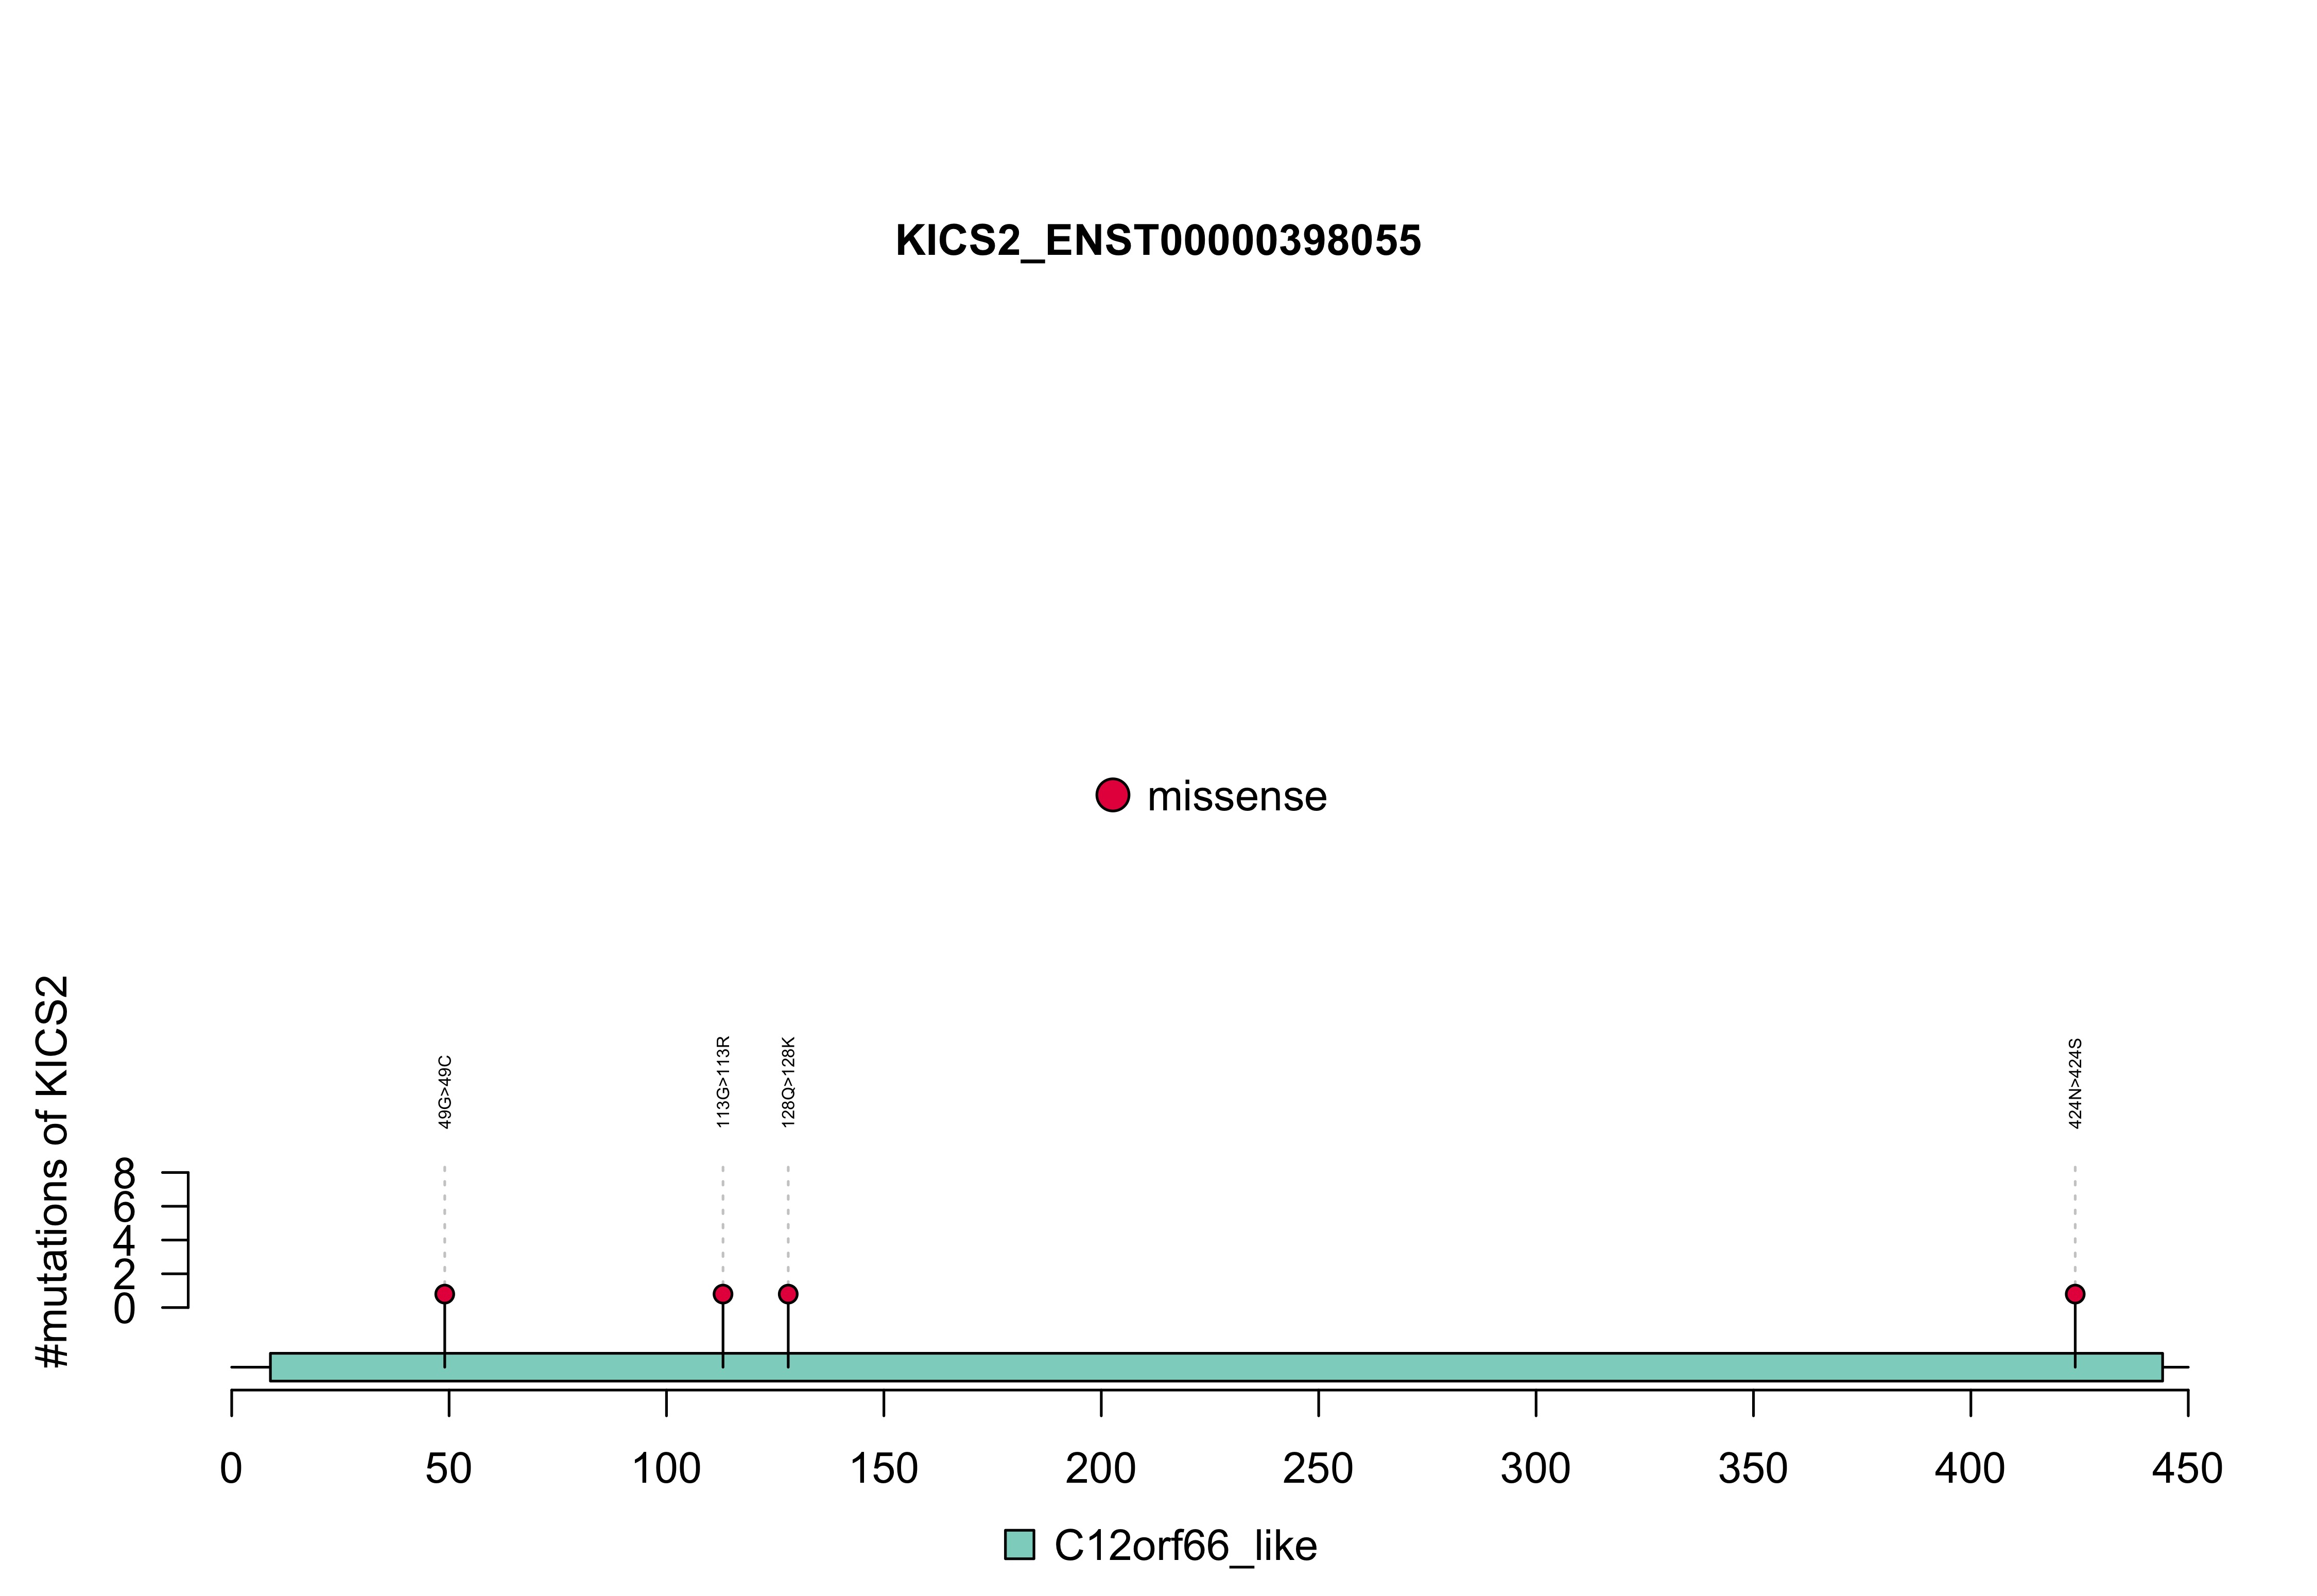 KICS2_ENST00000398055
missense
#mutations of KICS2
49G>49C
113G>113R
128Q>128K
424N>424S
8
6
4
2
0
0 50 100 150 200 250 300 350 400 450
C12orf66_like